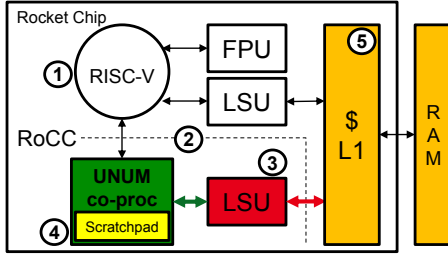 Rocket Chip
1
RISC-V
FPU
LSU
5
$
L1
R
A
M
RoCC
2
3
UNUM
co-proc
4
Scratchpad
LSU